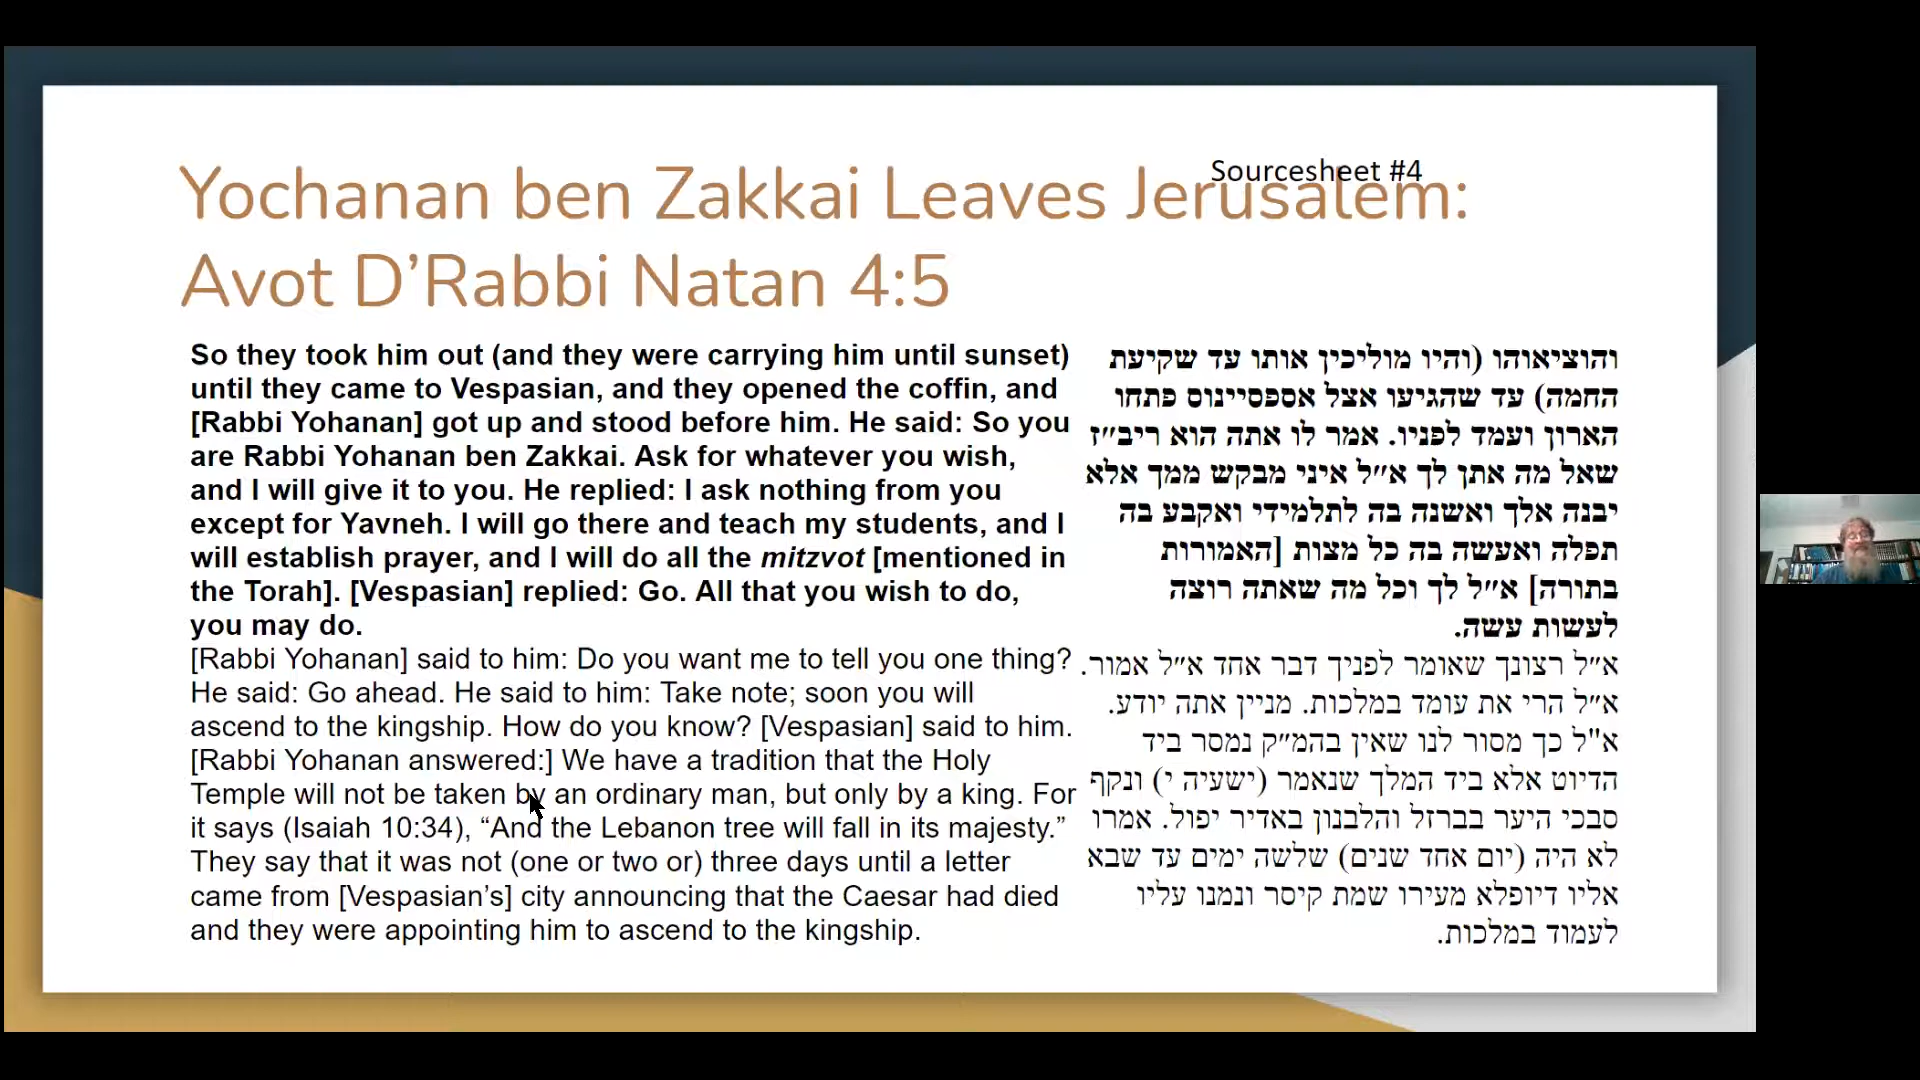 Sourcesheet #4
Yochanan ben Zakkai Leaves Jerusalem:
Avot D’Rabbi Natan 4:5
So they took him out (and they were carrying him until sunset)
until they came to Vespasian, and they opened the coffin, and
[Rabbi Yohanan] got up and stood before him. He said: So you
are Rabbi Yohanan ben Zakkai. Ask for whatever you wish,
and I will give it to you. He replied: I ask nothing from you
except for Yavneh. I will go there and teach my students, and I
will establish prayer, and I will do all the mitzvot [mentioned in
the Torah]. [Vespasian] replied: Go. All that you wish to do,
you may do.
[Rabbi Yohanan] said to him: Do you want me to tell you one thing?
He said: Go ahead. He said to him: Take note; soon you will
ascend to the kingship. How do you know? [Vespasian] said to him.
[Rabbi Yohanan answered:] We have a tradition that the Holy
Temple will not be taken by an ordinary man, but only by a king. For
it says (Isaiah 10:34), “And the Lebanon tree will fall in its majesty.”
They say that it was not (one or two or) three days until a letter
came from [Vespasian’s] city announcing that the Caesar had died
and they were appointing him to ascend to the kingship.
והוציאוהו (והיו מוליכין אותו עד שקיעת
החמה) עד שהגיעו אצל אספסיינוס פתחו
הארון ועמד לפניו. אמר לו אתה הוא ריב״ז
שאל מה אתן לך א״ל איני מבקש ממך אלא
יבנה אלך ואשנה בה לתלמידי ואקבע בה
תפלה ואעשה בה כל מצות [האמורות
בתורה] א״ל לך וכל מה שאתה רוצה
לעשות עשה.
א״ל רצונך שאומר לפניך דבר אחד א״ל אמור.
א״ל הרי את עומד במלכות. מניין אתה יודע.
א"ל כך מסור לנו שאין בהמ״ק נמסר ביד
הדיוט אלא ביד המלך שנאמר (ישעיה י) ונקף
סבכי היער בברזל והלבנון באדיר יפול. אמרו
לא היה (יום אחד שנים) שלשה ימים עד שבא
אליו דיופלא מעירו שמת קיסר ונמנו עליו
לעמוד במלכות.